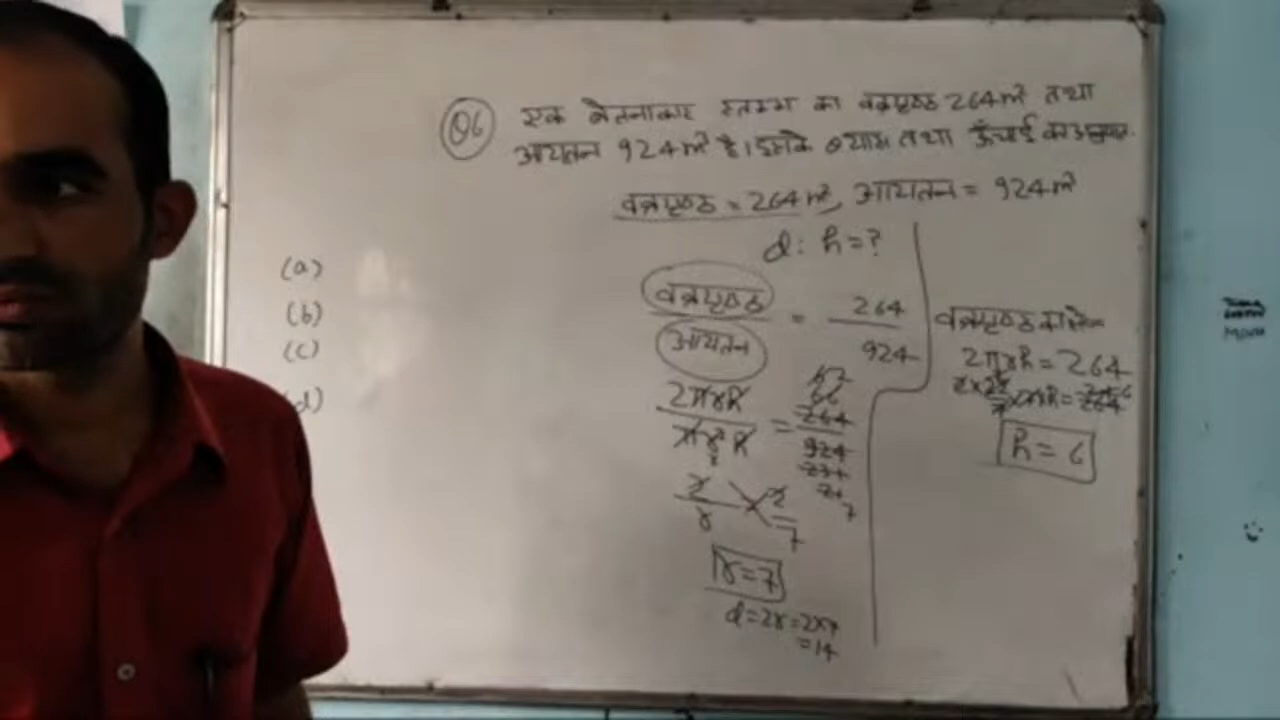 Q6 एक बेलनाकार स्तम्भ का वक्रपृष्ठ 264m² तथा
आयतन 924m³ है। इसके व्यास तथा ऊँचाई का अनुपात
वक्रपृष्ठ = 264m², आयतन = 924m³
d : h = ?
(a)
(b)
(c)
(d)
वक्रपृष्ठ / आयतन = 264 / 924
2πrh / πr²h = 264 / 924
2 / r × 2 / 7
r = 7
d = 2r = 2×7
= 14
2πrh = 264
h = 6